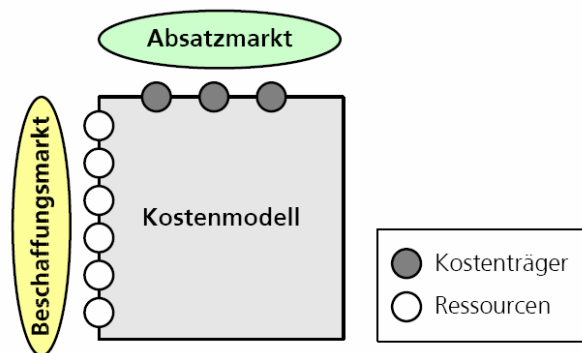 Absatzmarkt
Beschaffungsmarkt
Kostenmodell
Kostenträger
Ressourcen